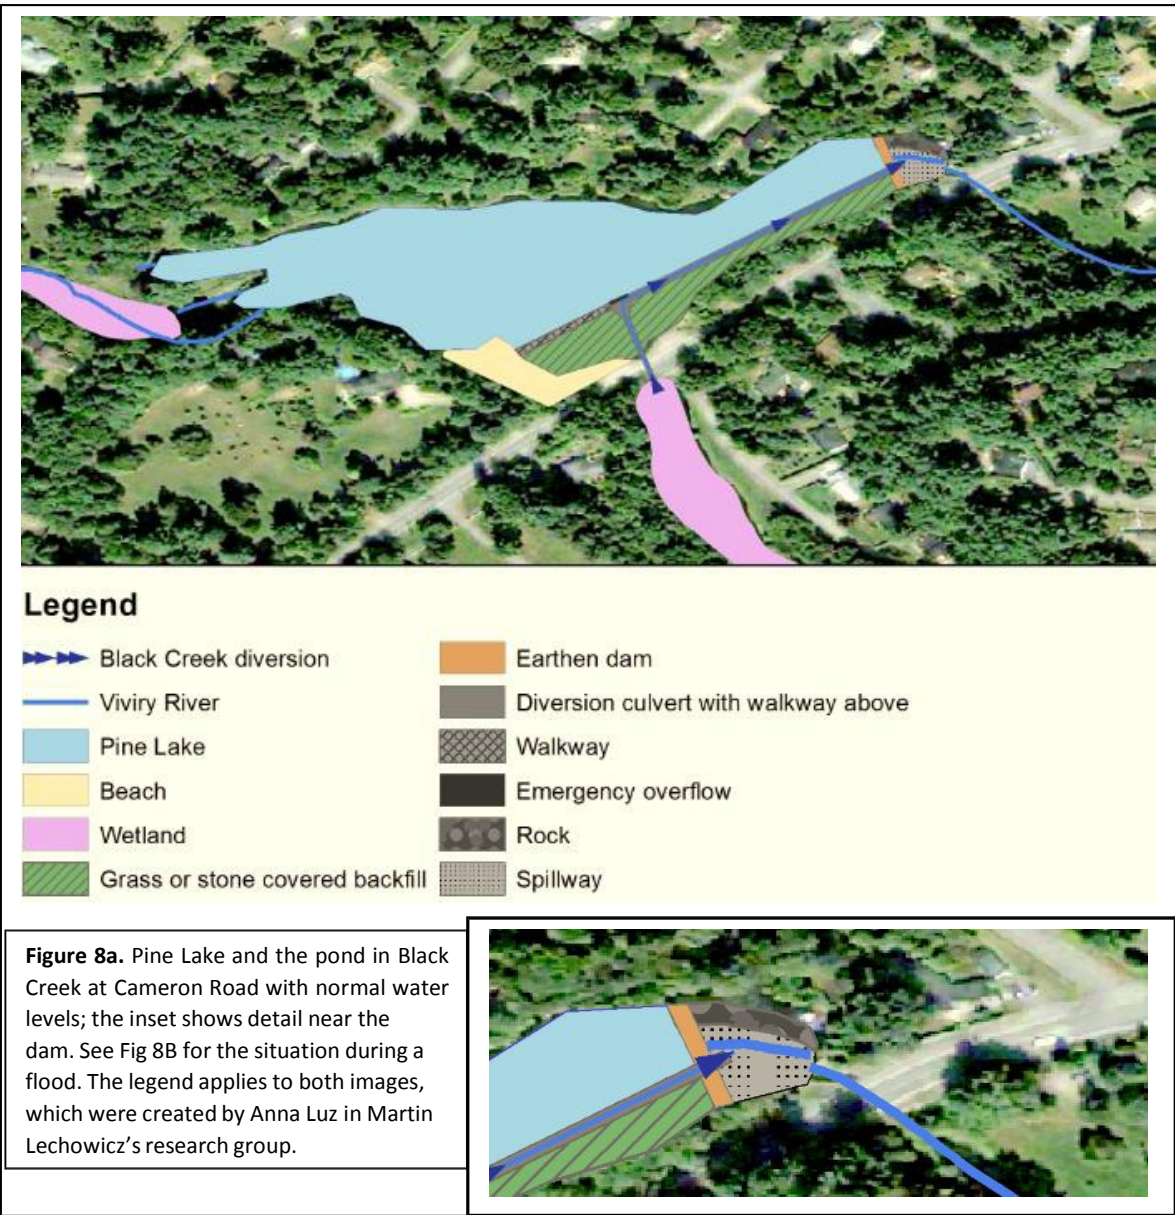 Legend
Black Creek diversion
Viviry River
Pine Lake
Beach
Wetland
Grass or stone covered backfill
Earthen dam
Diversion culvert with walkway above
Walkway
Emergency overflow
Rock
Spillway
Figure 8a. Pine Lake and the pond in Black
Creek at Cameron Road with normal water
levels; the inset shows detail near the
dam. See Fig 8B for the situation during a
flood. The legend applies to both images,
which were created by Anna Luz in Martin
Lechowicz’s research group.